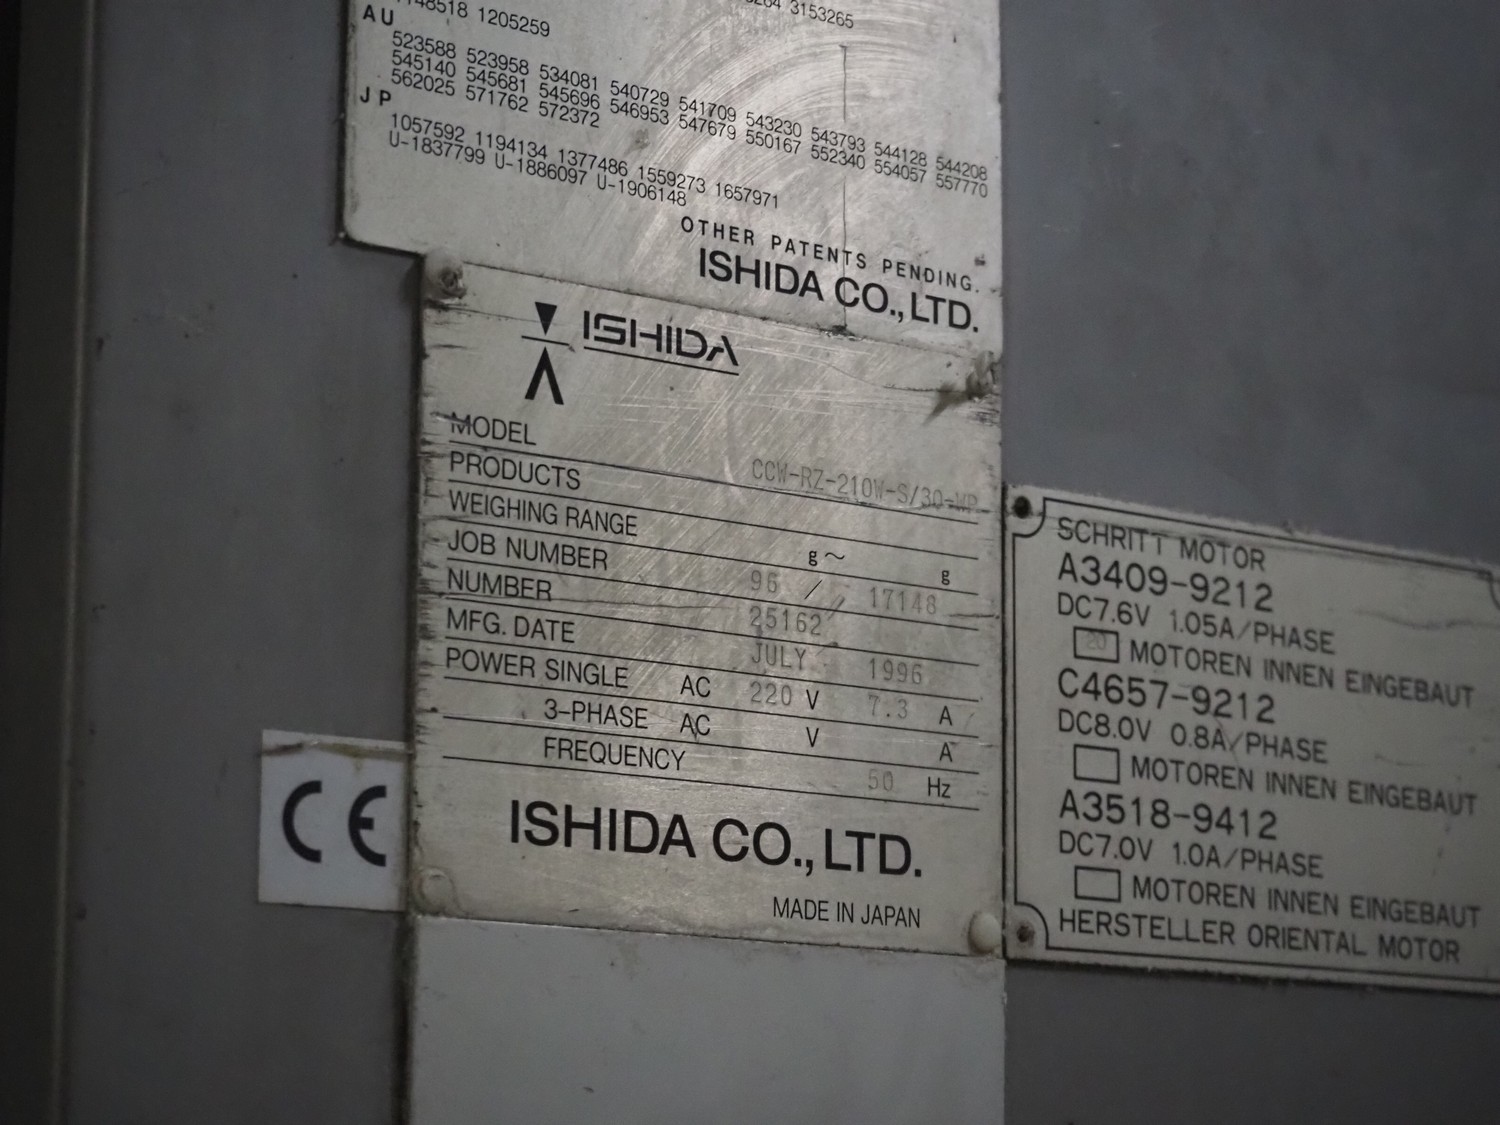 1205259
3153265
AU
523588 523958 534081 540729 541709 543230 543793 544128 544208
545140 545681 545696 546953 547679 550167 552340 554057 557770
562025 571762 572372
JP
1057592 1194134 1377486 1559273 1657971
U-1837799 U-1886097 U-1906148
OTHER PATENTS PENDING.
ISHIDA CO., LTD.
ISHIDA
MODEL CCW-RZ-210W-S/30-WP
PRODUCTS
WEIGHING RANGE g~ g
JOB NUMBER 96 / 17148
NUMBER 25162
MFG. DATE JULY 1996
POWER SINGLE AC 220 V 7.3 A
3-PHASE AC V A
FREQUENCY 50 Hz
ISHIDA CO., LTD.
MADE IN JAPAN
CE
SCHRITT MOTOR
A3409-9212
DC7.6V 1.05A/PHASE
20 MOTOREN INNEN EINGEBAUT
C4657-9212
DC8.0V 0.8A/PHASE
MOTOREN INNEN EINGEBAUT
A3518-9412
DC7.0V 1.0A/PHASE
MOTOREN INNEN EINGEBAUT
HERSTELLER ORIENTAL MOTOR